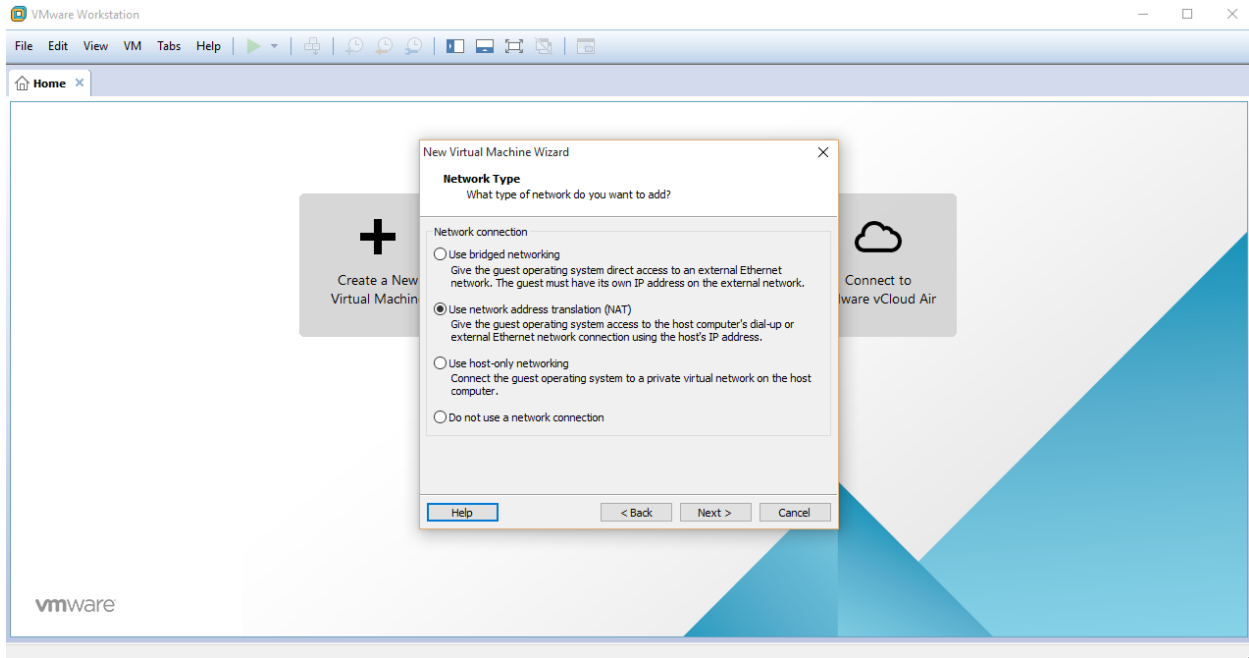 VMware Workstation
File Edit View VM Tabs Help
Home
New Virtual Machine Wizard
Network Type
What type of network do you want to add?
Network connection
Use bridged networking
Give the guest operating system direct access to an external Ethernet
network. The guest must have its own IP address on the external network.
Use network address translation (NAT)
Give the guest operating system access to the host computer's dial-up or
external Ethernet network connection using the host's IP address.
Use host-only networking
Connect the guest operating system to a private virtual network on the host
computer.
Do not use a network connection
Help < Back Next > Cancel
Create a New
Virtual Machin
Connect to
ware vCloud Air
vmware